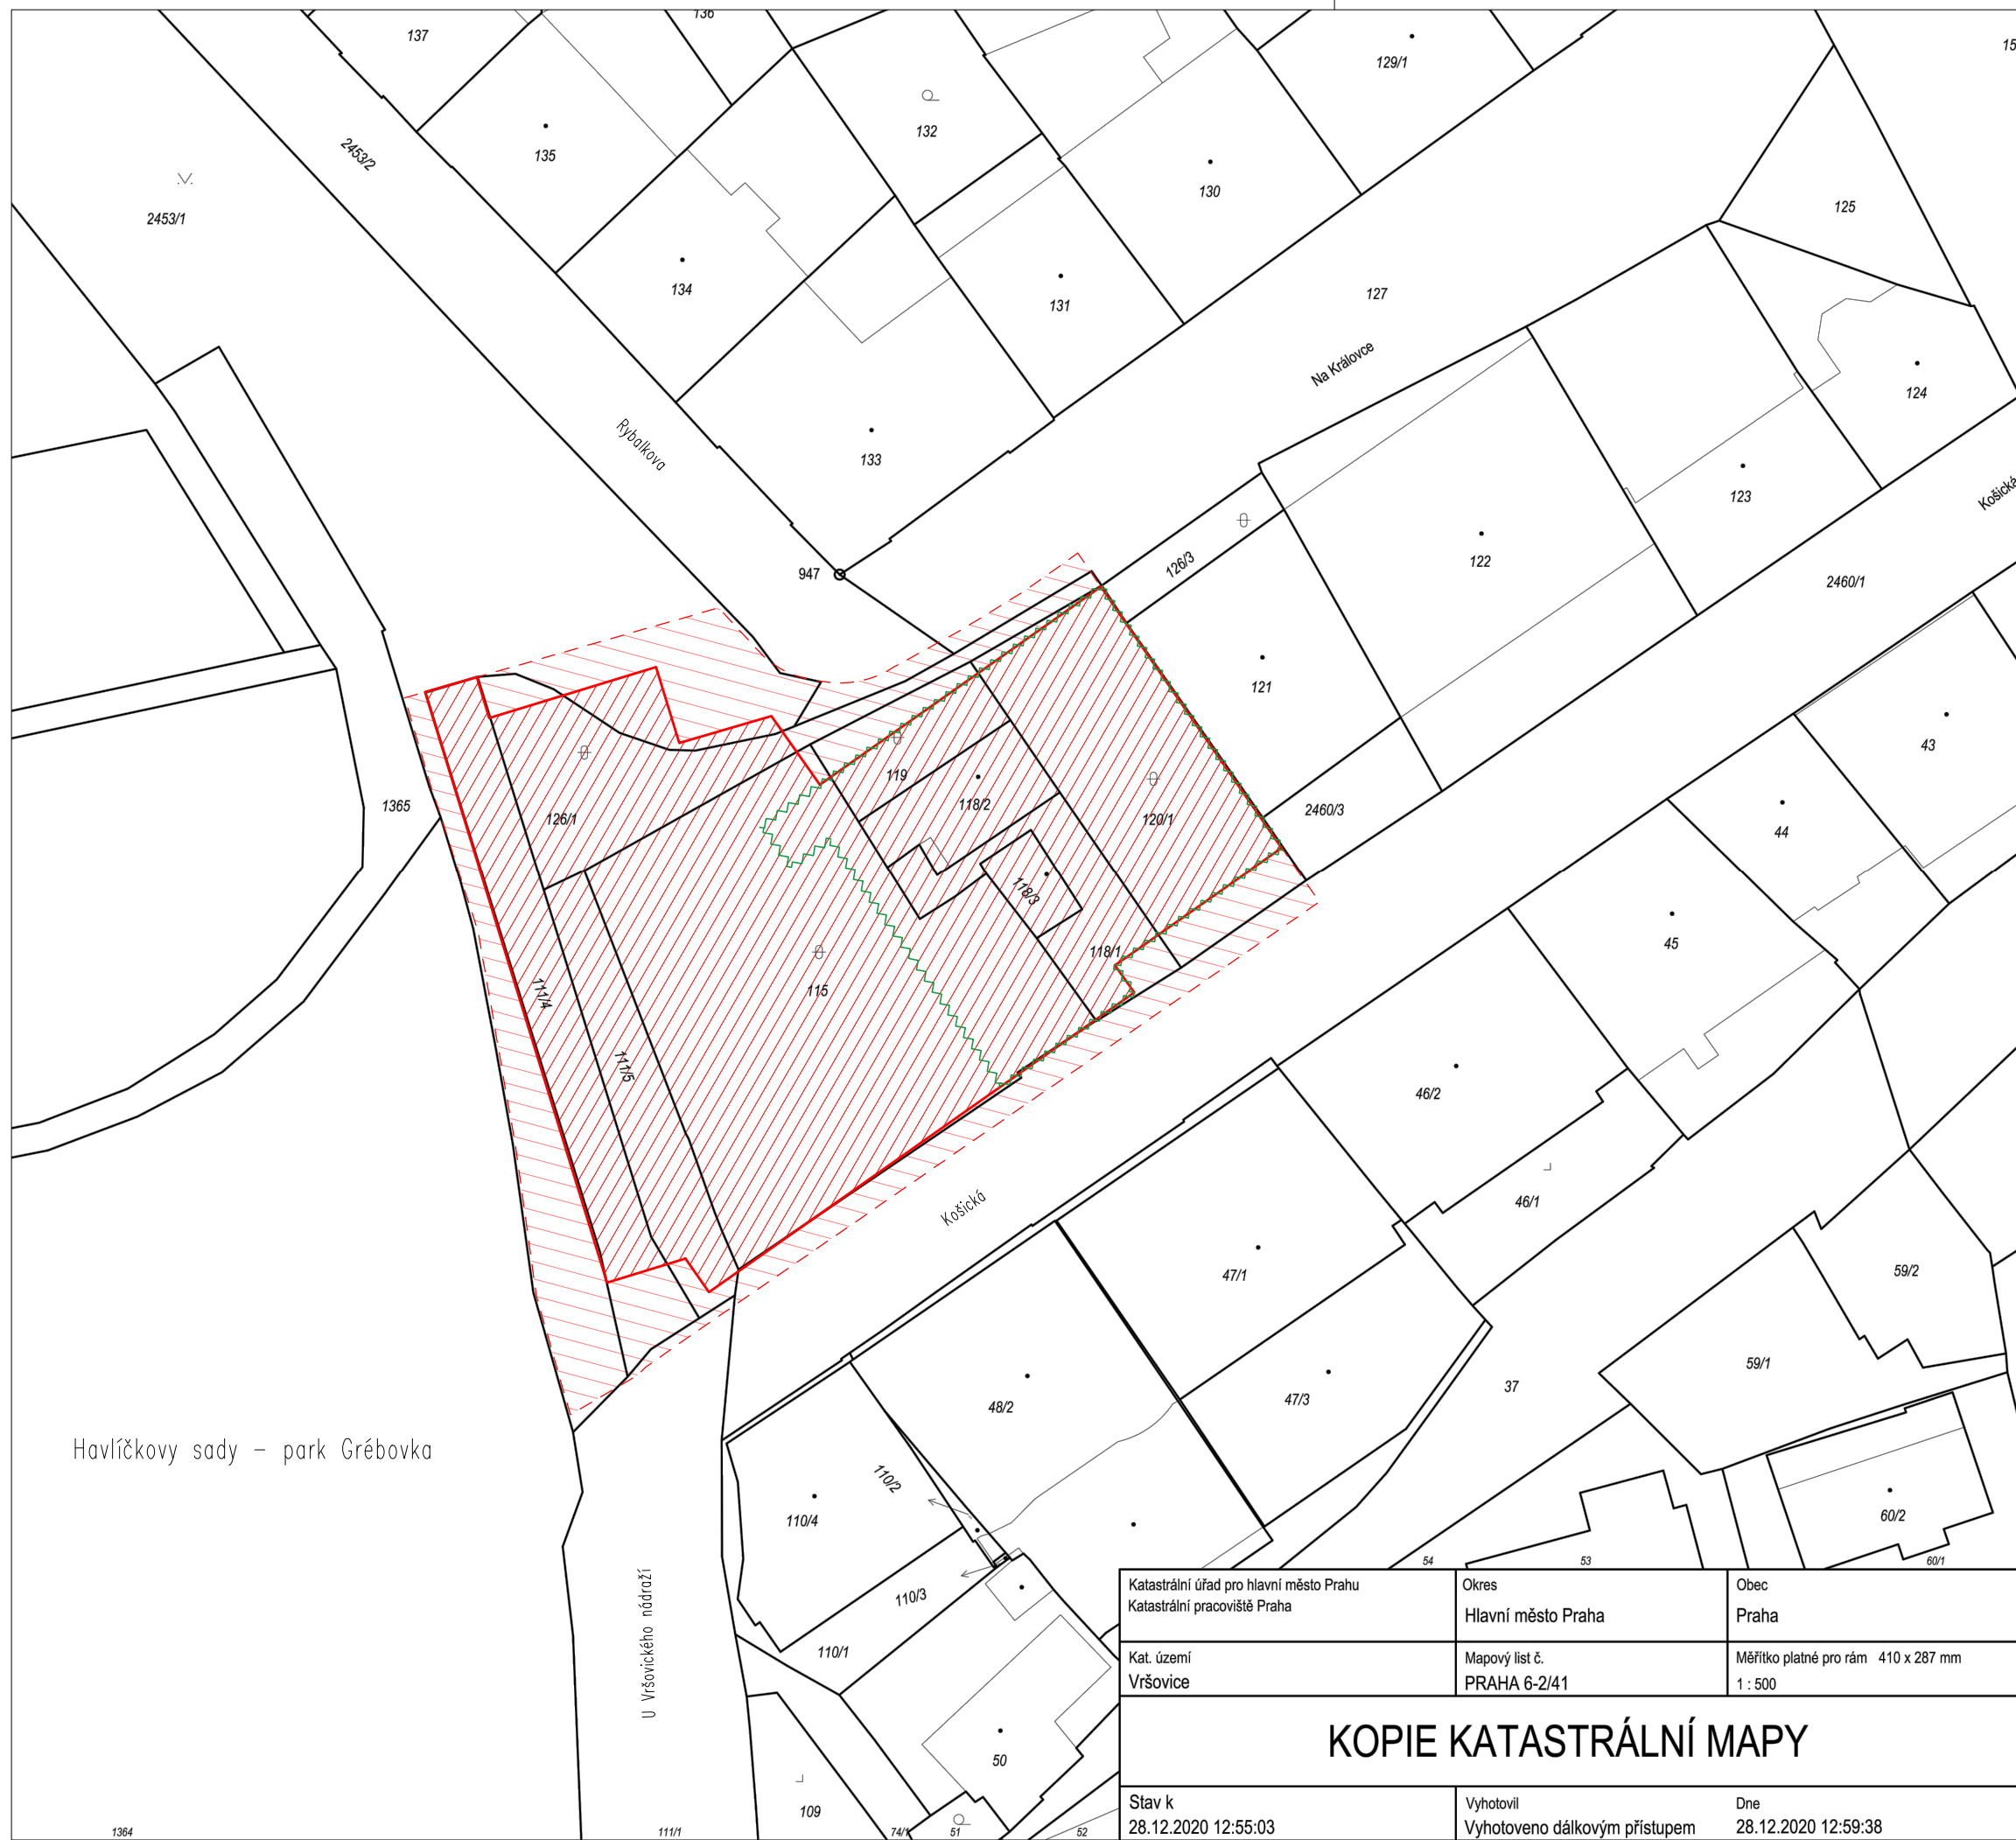 136
137
129/1
15
132
135
2453/2
130
2453/1
125
134
131
127
Na Královce
124
Rybalkova
133
123
Košická
126/3
122
947
2460/1
121
43
119
118/2
1365
126/1
120/1
2460/3
44
118/3
45
118/1
115
111/4
111/5
46/2
46/1
Košická
59/2
47/1
59/1
37
47/3
48/2
Havlíčkovy sady – park Grébovka
110/2
110/4
60/2
54
53
60/1
110/3
U Vršovického nádraží
110/1
50
109
1364
111/1
74/1
51
52
Katastrální úřad pro hlavní město Prahu
Katastrální pracoviště Praha
Okres
Hlavní město Praha
Obec
Praha
Kat. území
Vršovice
Mapový list č.
PRAHA 6-2/41
Měřítko platné pro rám 410 x 287 mm
1 : 500
KOPIE KATASTRÁLNÍ MAPY
Stav k
28.12.2020 12:55:03
Vyhotovil
Vyhotoveno dálkovým přístupem
Dne
28.12.2020 12:59:38